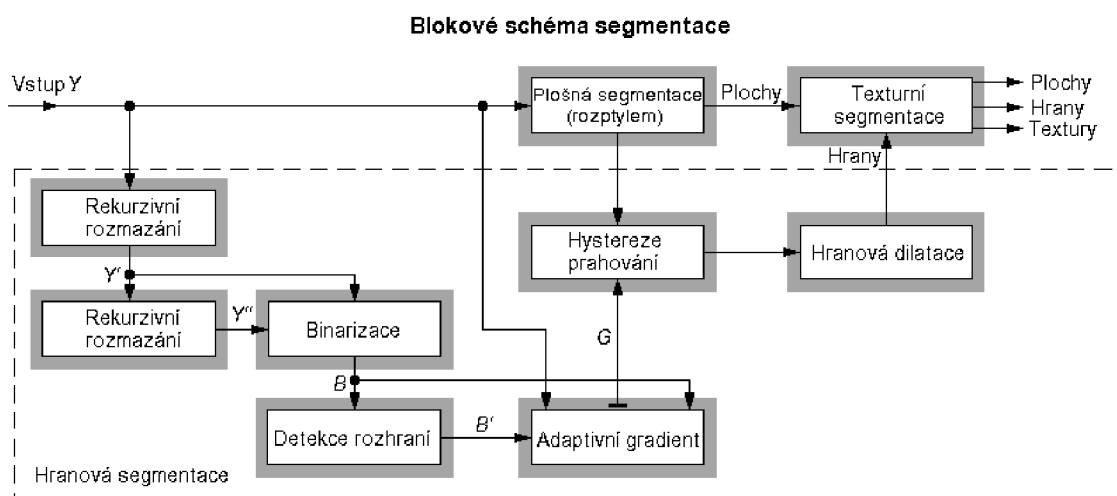 Blokové schéma segmentace
Vstup Y
Plošná segmentace
(rozptylem)
Plochy
Texturní
segmentace
Plochy
Hrany
Textury
Hrany
Rekurzivní
rozmazání
Hystereze
prahování
Hranová dilatace
Y'
Rekurzivní
rozmazání
Y''
Binarizace
G
B
Detekce rozhraní
B'
Adaptivní gradient
Hranová segmentace